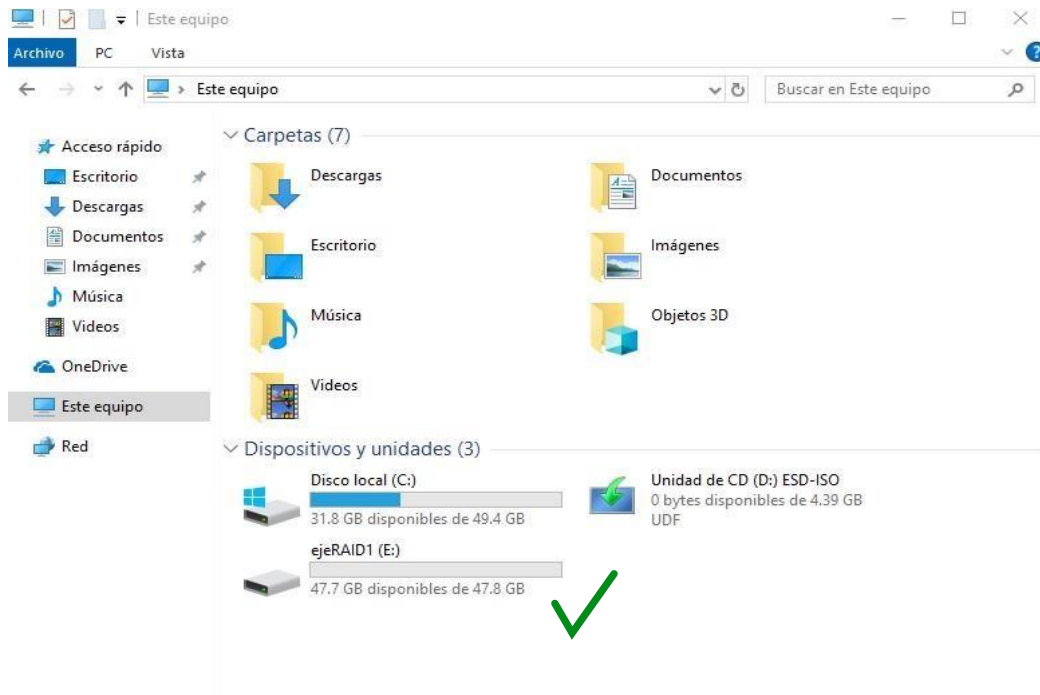 Este equipo
Archivo PC Vista
Este equipo Buscar en Este equipo
Acceso rápido
Escritorio
Descargas
Documentos
Imágenes
Música
Videos
OneDrive
Este equipo
Red
Carpetas (7)
Descargas
Documentos
Escritorio
Imágenes
Música
Objetos 3D
Videos
Dispositivos y unidades (3)
Disco local (C:)
31.8 GB disponibles de 49.4 GB
Unidad de CD (D:) ESD-ISO
0 bytes disponibles de 4.39 GB
UDF
ejeRAID1 (E:)
47.7 GB disponibles de 47.8 GB